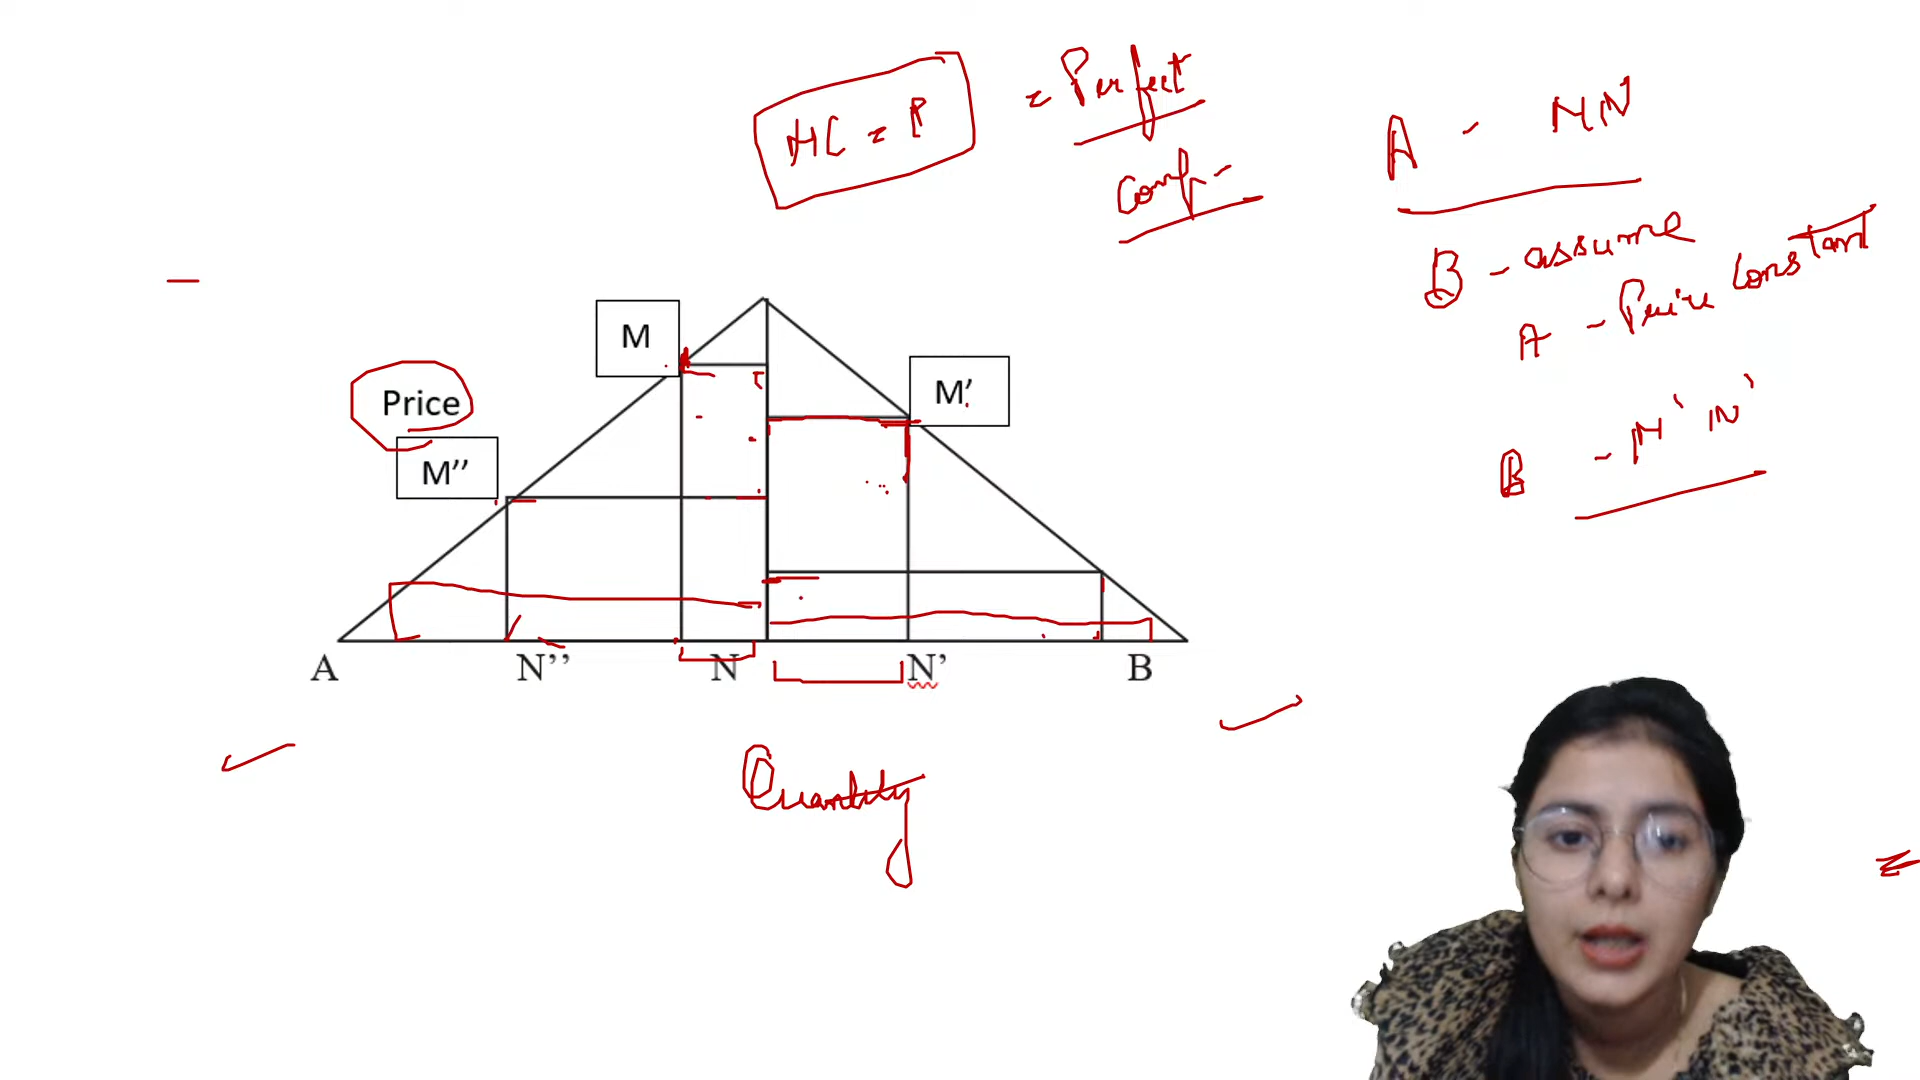 MC = P
= Perfect
Comp -
A - MN
B - assume
A - Price Constant
B - M' N'
M
M'
Price
M’’
A
N’’
N
N’
B
Quantity